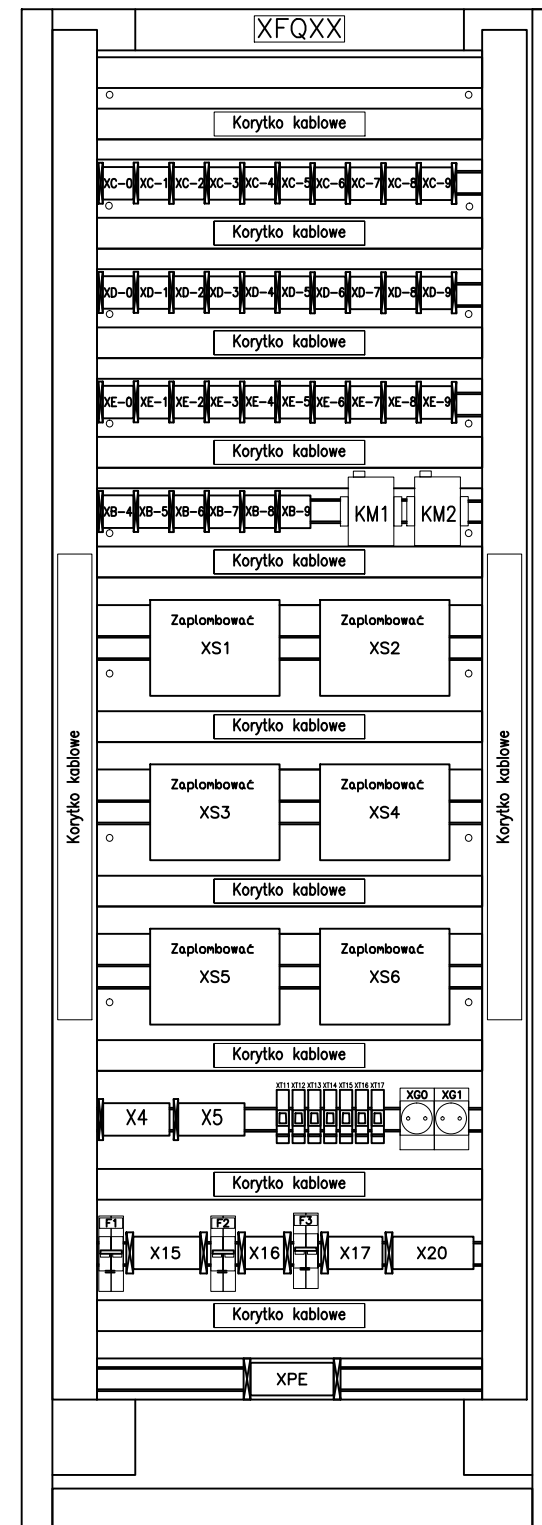 XFQXX
Korytko kablowe
XC-0 XC-1 XC-2 XC-3 XC-4 XC-5 XC-6 XC-7 XC-8 XC-9
Korytko kablowe
XD-0 XD-1 XD-2 XD-3 XD-4 XD-5 XD-6 XD-7 XD-8 XD-9
Korytko kablowe
XE-0 XE-1 XE-2 XE-3 XE-4 XE-5 XE-6 XE-7 XE-8 XE-9
Korytko kablowe
XB-4 XB-5 XB-6 XB-7 XB-8 XB-9 KM1 KM2
Korytko kablowe
Zaplombować Zaplombować
XS1 XS2
Korytko kablowe
Korytko kablowe
Korytko kablowe
Zaplombować Zaplombować
XS3 XS4
Korytko kablowe
Zaplombować Zaplombować
XS5 XS6
Korytko kablowe
XT11 XT12 XT13 XT14 XT15 XT16 XT17
XG0 XG1
X4 X5
Korytko kablowe
F1 F2 F3
X15 X16 X17 X20
Korytko kablowe
XPE